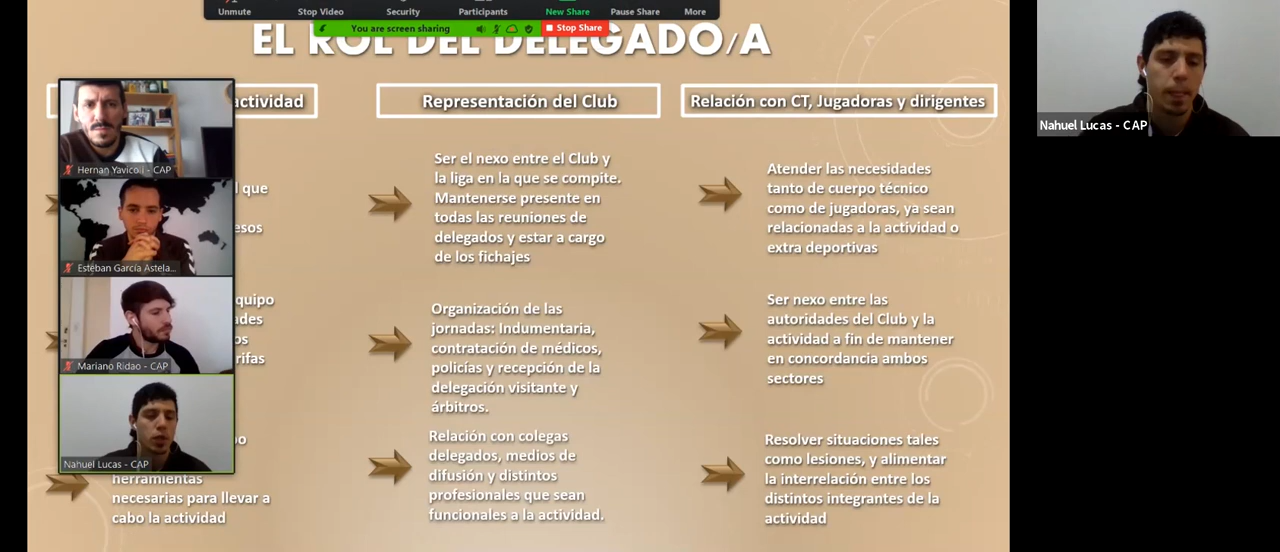 Unmute
Stop Video
Security
Participants
New Share
Pause Share
More
You are screen sharing
Stop Share
EL ROL DEL DELEGADO/A
actividad
Representación del Club
Relación con CT, Jugadoras y dirigentes
Nahuel Lucas - CAP
Hernan Yavico - CAP
Esteban García Astela...
Mariano Ridao - CAP
Nahuel Lucas - CAP
que
esos
quipo
ades
os
rifas
po
herramientas
necesarias para llevar a
cabo la actividad
Ser el nexo entre el Club y
la liga en la que se compite.
Mantenerse presente en
todas las reuniones de
delegados y estar a cargo
de los fichajes
Organización de las
jornadas: Indumentaria,
contratación de médicos,
policías y recepción de la
delegación visitante y
árbitros.
Relación con colegas
delegados, medios de
difusión y distintos
profesionales que sean
funcionales a la actividad.
Atender las necesidades
tanto de cuerpo técnico
como de jugadoras, ya sean
relacionadas a la actividad o
extra deportivas
Ser nexo entre las
autoridades del Club y la
actividad a fin de mantener
en concordancia ambos
sectores
Resolver situaciones tales
como lesiones, y alimentar
la interrelación entre los
distintos integrantes de la
actividad